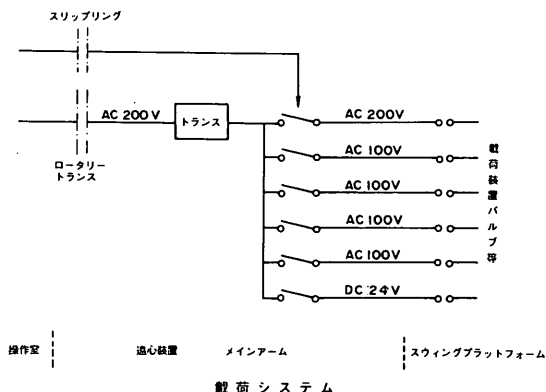 スリップリング
AC 200V
トランス
ロータリー
トランス
AC 200V
AC 100V
AC 100V
AC 100V
AC 100V
DC 24V
載荷装置バルブ等
操作室
遠心装置
メインアーム
スウィングプラットフォーム
載荷システム